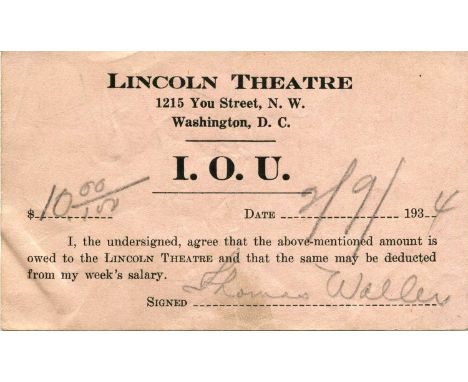 LINCOLN THEATRE
1215 You Street, N. W.
Washington, D. C.
I. O. U.
$ 10 00/100 DATE 2/9/ 1934
I, the undersigned, agree that the above-mentioned amount is
owed to the LINCOLN THEATRE and that the same may be deducted
from my week's salary.
SIGNED Thomas Waller